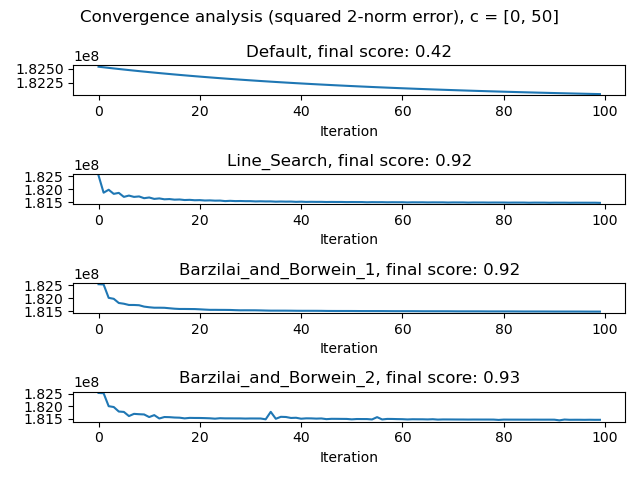 Convergence analysis (squared 2-norm error), c = [0, 50]
Default, final score: 0.42
1e8
1.8250
1.8225
0 20 40 60 80 100
Iteration
Line_Search, final score: 0.92
1e8
1.825
1.820
1.815
0 20 40 60 80 100
Iteration
Barzilai_and_Borwein_1, final score: 0.92
1e8
1.825
1.820
1.815
0 20 40 60 80 100
Iteration
Barzilai_and_Borwein_2, final score: 0.93
1e8
1.825
1.820
1.815
0 20 40 60 80 100
Iteration